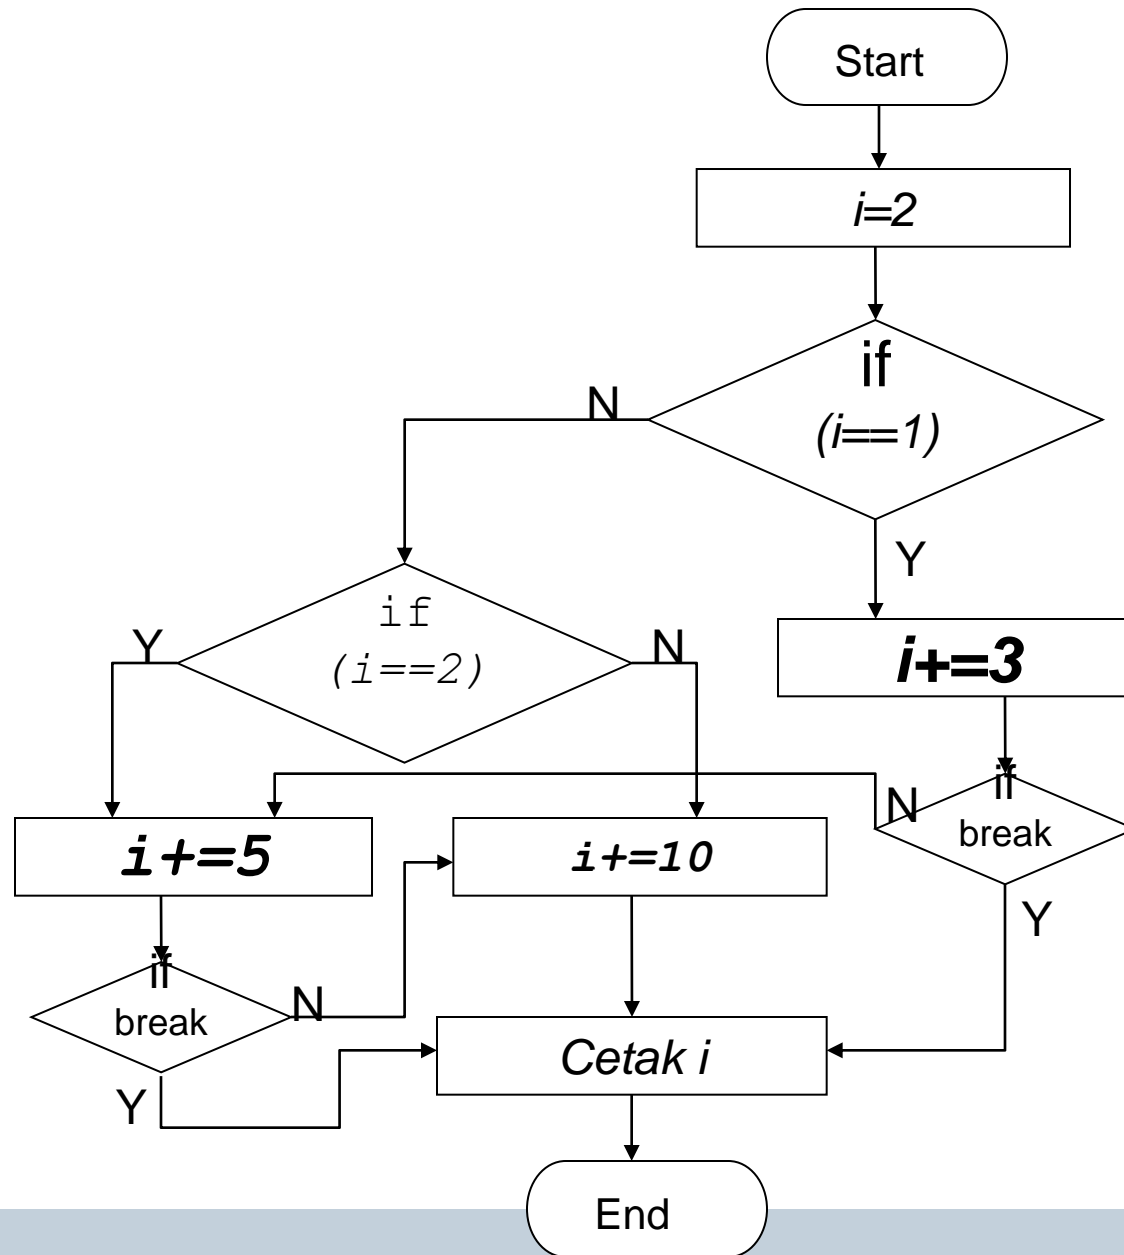 Start
i=2
if
(i==1)
N
Y
if
(i==2)
Y
N
i+=3
if
break
N
Y
i+=5
i+=10
if
break
N
Y
Cetak i
End